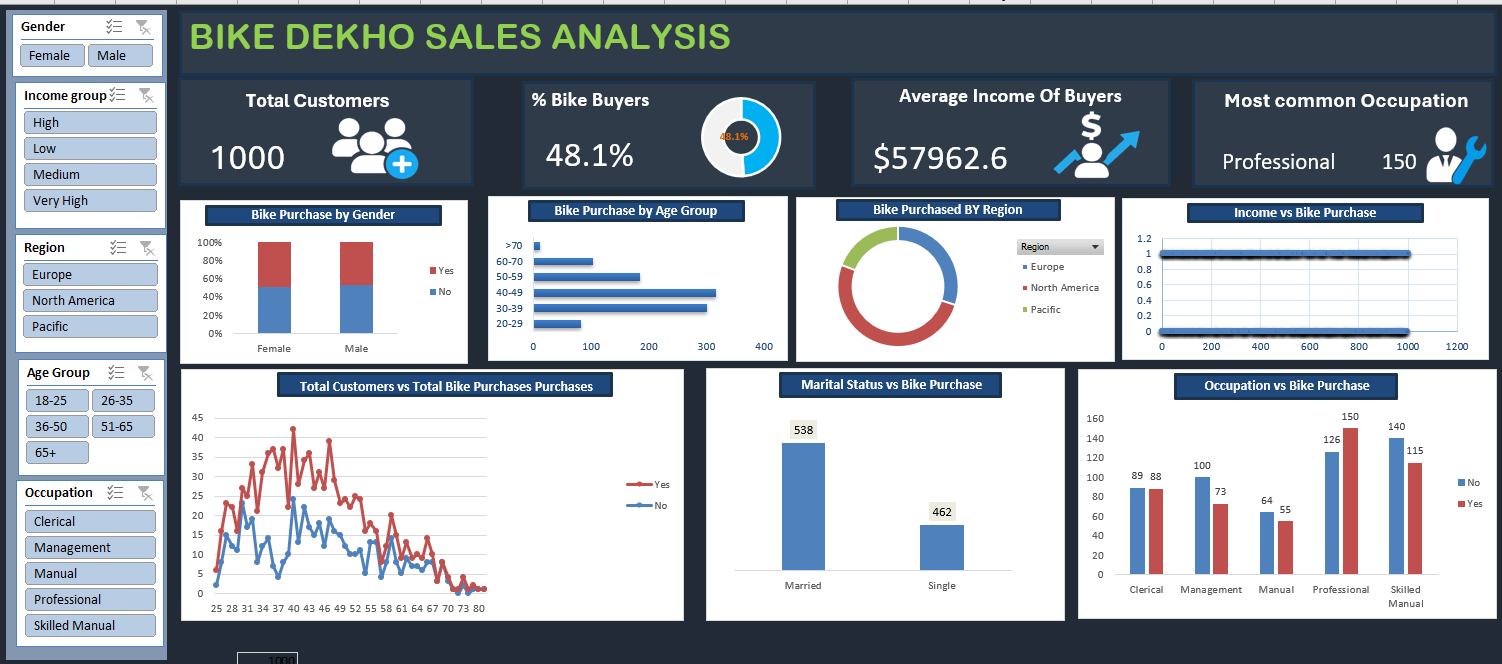 BIKE DEKHO SALES ANALYSIS
Gender
Female Male
Income group
High
Low
Medium
Very High
Region
Europe
North America
Pacific
Age Group
18-25 26-35
36-50 51-65
65+
Occupation
Clerical
Management
Manual
Professional
Skilled Manual
Total Customers
1000
% Bike Buyers
48.1%
48.1%
Average Income Of Buyers
$57962.6
$
Most common Occupation
Professional 150
Bike Purchase by Gender
100%
80%
60%
40%
20%
0%
Female Male
Yes
No
Bike Purchase by Age Group
>70
60-70
50-59
40-49
30-39
20-29
0 100 200 300 400
Bike Purchased BY Region
Region
Europe
North America
Pacific
Income vs Bike Purchase
1.2
1
0.8
0.6
0.4
0.2
0
0 200 400 600 800 1000 1200
Total Customers vs Total Bike Purchases Purchases
45
40
35
30
25
20
15
10
5
0
25 28 31 34 37 40 43 46 49 52 55 58 61 64 67 70 73 80
Yes
No
Marital Status vs Bike Purchase
538
462
Married Single
Occupation vs Bike Purchase
160
140
120
100
80
60
40
20
0
89 88 100 73 64 55 126 150 140 115
Clerical Management Manual Professional Skilled
Manual
No
Yes
1000